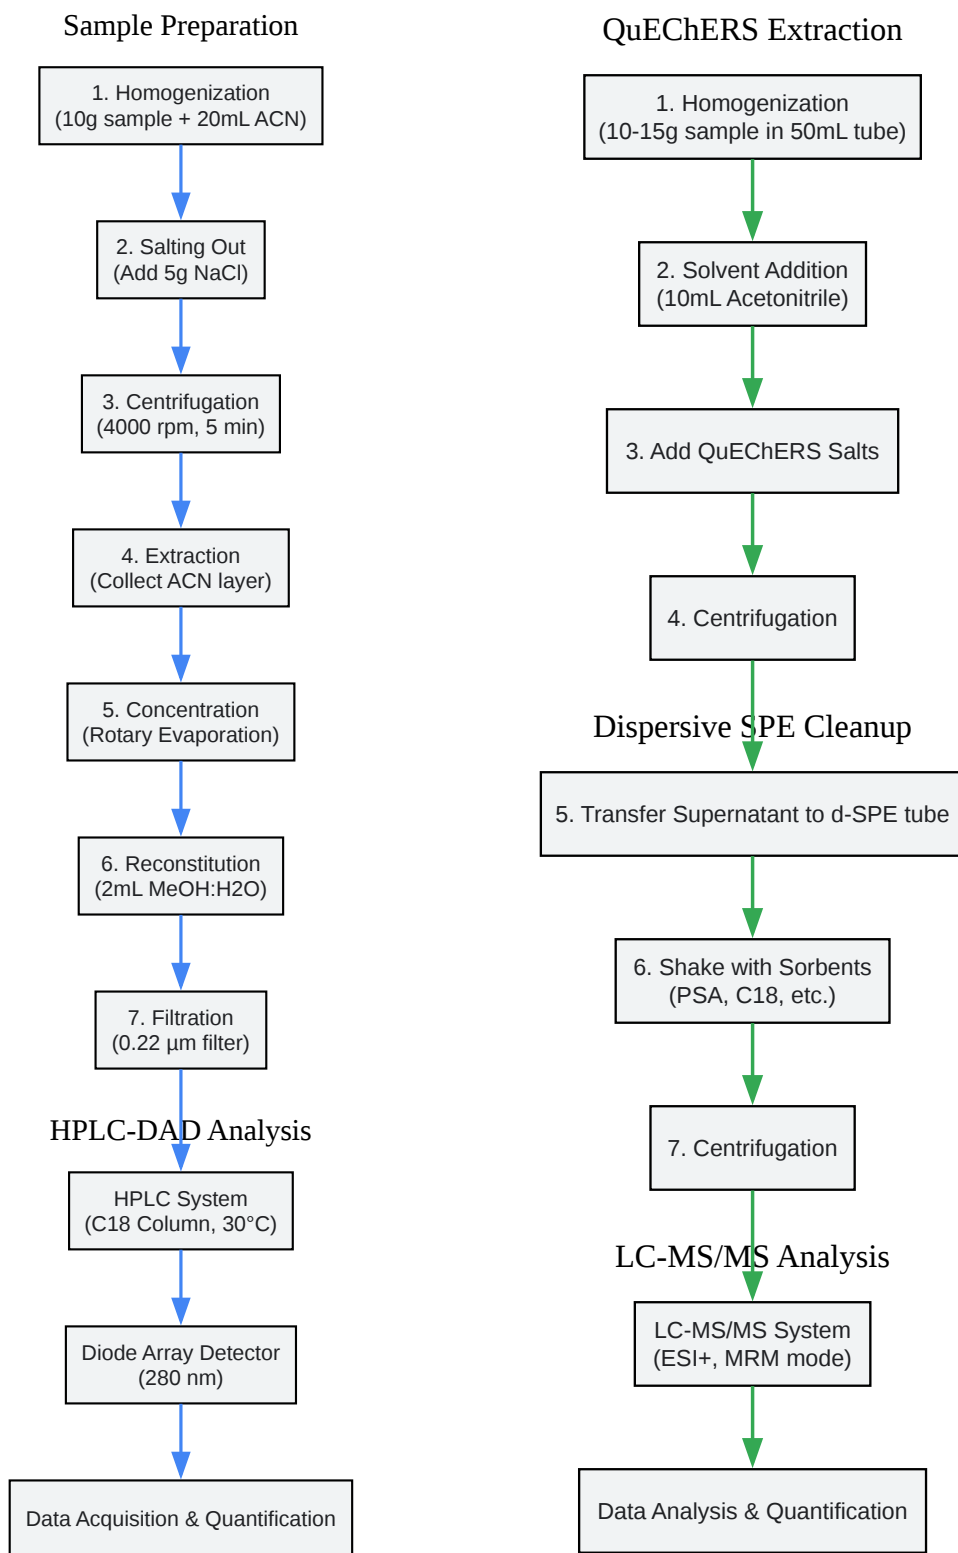 Sample Preparation
1. Homogenization
(10g sample + 20mL ACN)
2. Salting Out
(Add 5g NaCl)
3. Centrifugation
(4000 rpm, 5 min)
4. Extraction
(Collect ACN layer)
5. Concentration
(Rotary Evaporation)
6. Reconstitution
(2mL MeOH:H2O)
7. Filtration
(0.22 µm filter)
HPLC-DAD Analysis
HPLC System
(C18 Column, 30°C)
Diode Array Detector
(280 nm)
Data Acquisition & Quantification
QuEChERS Extraction
1. Homogenization
(10-15g sample in 50mL tube)
2. Solvent Addition
(10mL Acetonitrile)
3. Add QuEChERS Salts
4. Centrifugation
Dispersive SPE Cleanup
5. Transfer Supernatant to d-SPE tube
6. Shake with Sorbents
(PSA, C18, etc.)
7. Centrifugation
LC-MS/MS Analysis
LC-MS/MS System
(ESI+, MRM mode)
Data Analysis & Quantification